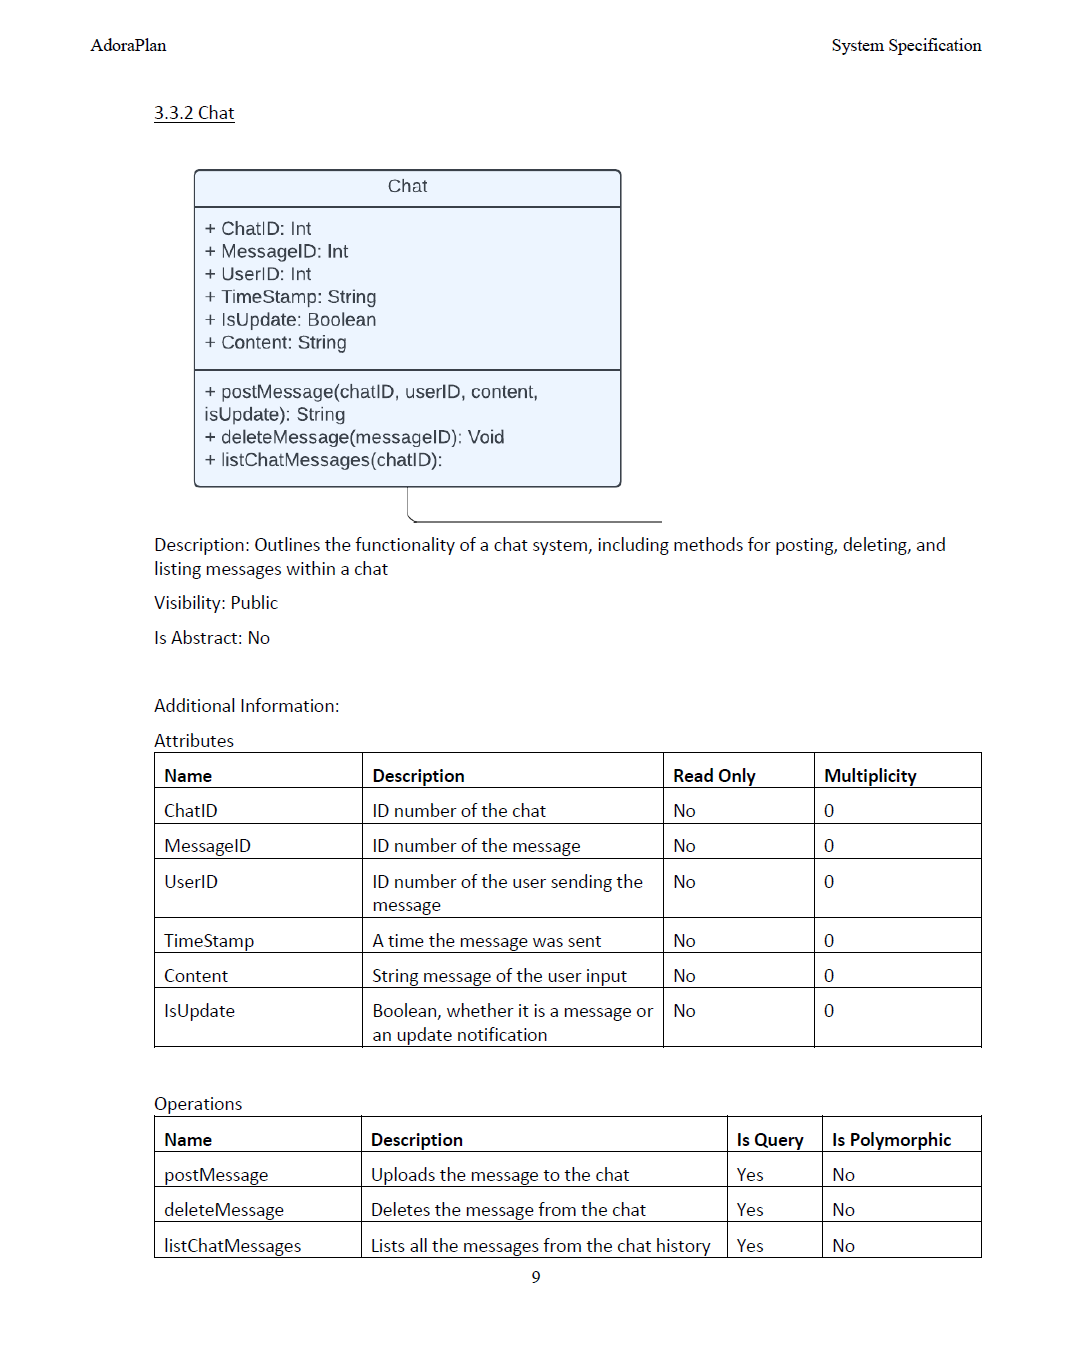 AdoraPlan System Specification
3.3.2 Chat
Chat
+ ChatID: Int
+ MessageID: Int
+ UserID: Int
+ TimeStamp: String
+ IsUpdate: Boolean
+ Content: String
+ postMessage(chatID, userID, content,
isUpdate): String
+ deleteMessage(messageID): Void
+ listChatMessages(chatID):
Description: Outlines the functionality of a chat system, including methods for posting, deleting, and
listing messages within a chat
Visibility: Public
Is Abstract: No
Additional Information:
Attributes
Name Description Read Only Multiplicity
ChatID ID number of the chat No 0
MessageID ID number of the message No 0
UserID ID number of the user sending the No 0
message
TimeStamp A time the message was sent No 0
Content String message of the user input No 0
IsUpdate Boolean, whether it is a message or No 0
an update notification
Operations
Name Description Is Query Is Polymorphic
postMessage Uploads the message to the chat Yes No
deleteMessage Deletes the message from the chat Yes No
listChatMessages Lists all the messages from the chat history Yes No
9